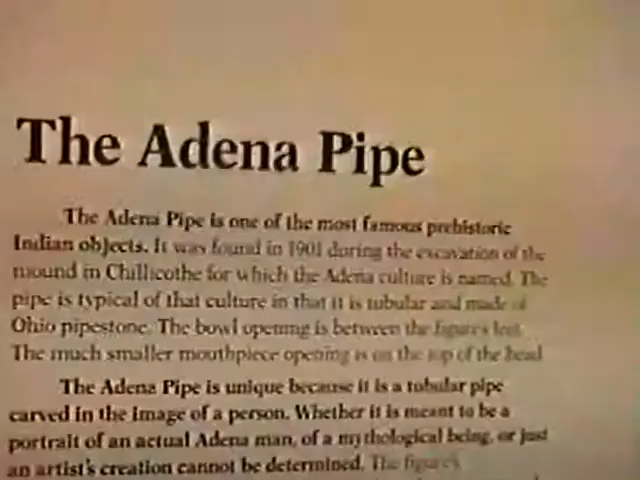 The Adena Pipe
The Adena Pipe is one of the most famous prehistoric
Indian objects. It was found in 1901 during the excavation of the
mound in Chillicothe for which the Adena culture is named. The
pipe is typical of that culture in that it is tubular and made of
Ohio pipestone. The bowl opening is between the figure's feet.
The much smaller mouthpiece opening is on the top of the head
The Adena Pipe is unique because it is a tubular pipe
carved in the image of a person. Whether it is meant to be a
portrait of an actual Adena man, of a mythological being, or just
an artist's creation cannot be determined. The figure's